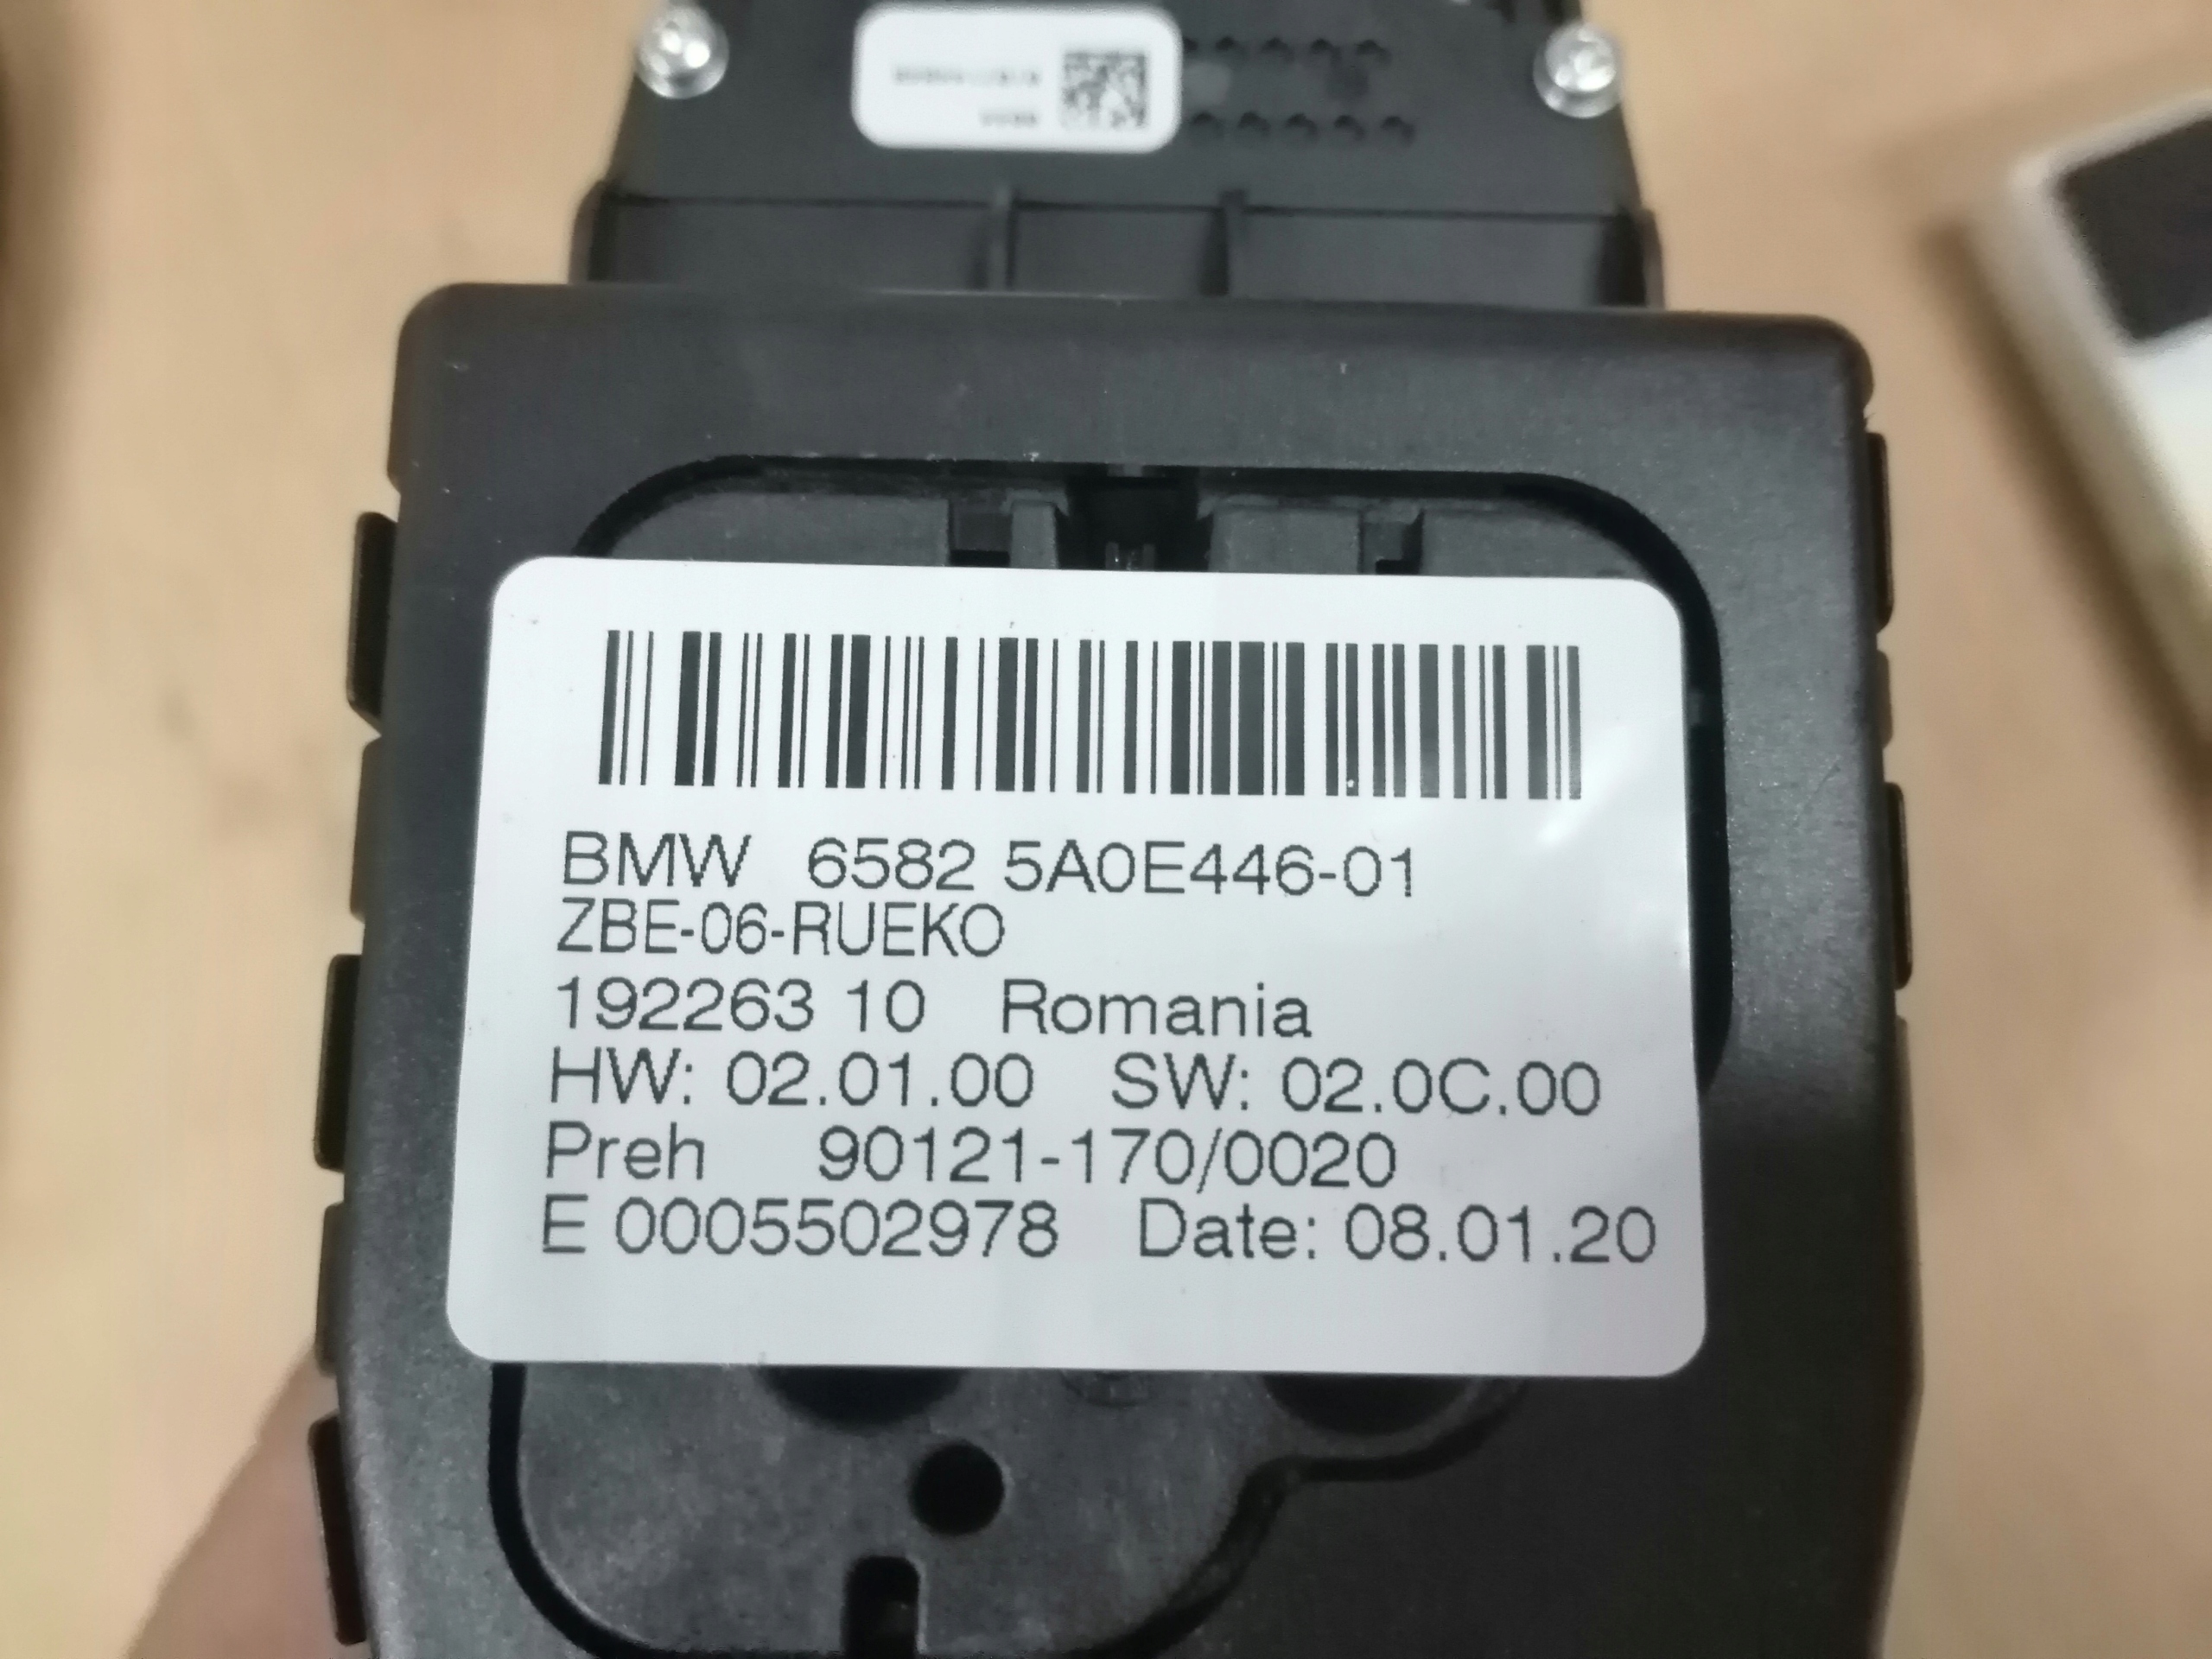 BMW 6582 5A0E446-01
ZBE-06-RUEKO
192263 10 Romania
HW: 02.01.00 SW: 02.0C.00
Preh 90121-170/0020
E 0005502978 Date: 08.01.20